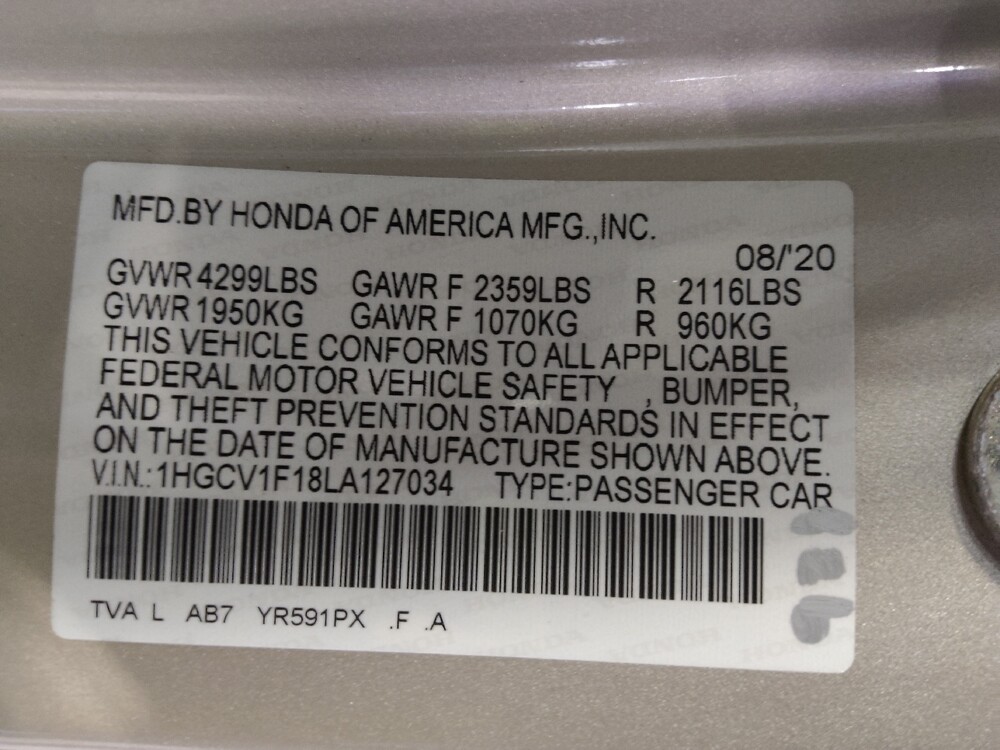 MFD.BY HONDA OF AMERICA MFG.,INC.
08/'20
GVWR 4299LBS GAWR F 2359LBS R 2116LBS
GVWR 1950KG GAWR F 1070KG R 960KG
THIS VEHICLE CONFORMS TO ALL APPLICABLE
FEDERAL MOTOR VEHICLE SAFETY , BUMPER,
AND THEFT PREVENTION STANDARDS IN EFFECT
ON THE DATE OF MANUFACTURE SHOWN ABOVE.
V.I.N.:1HGCV1F18LA127034 TYPE:PASSENGER CAR
TVA L AB7 YR591PX .F .A